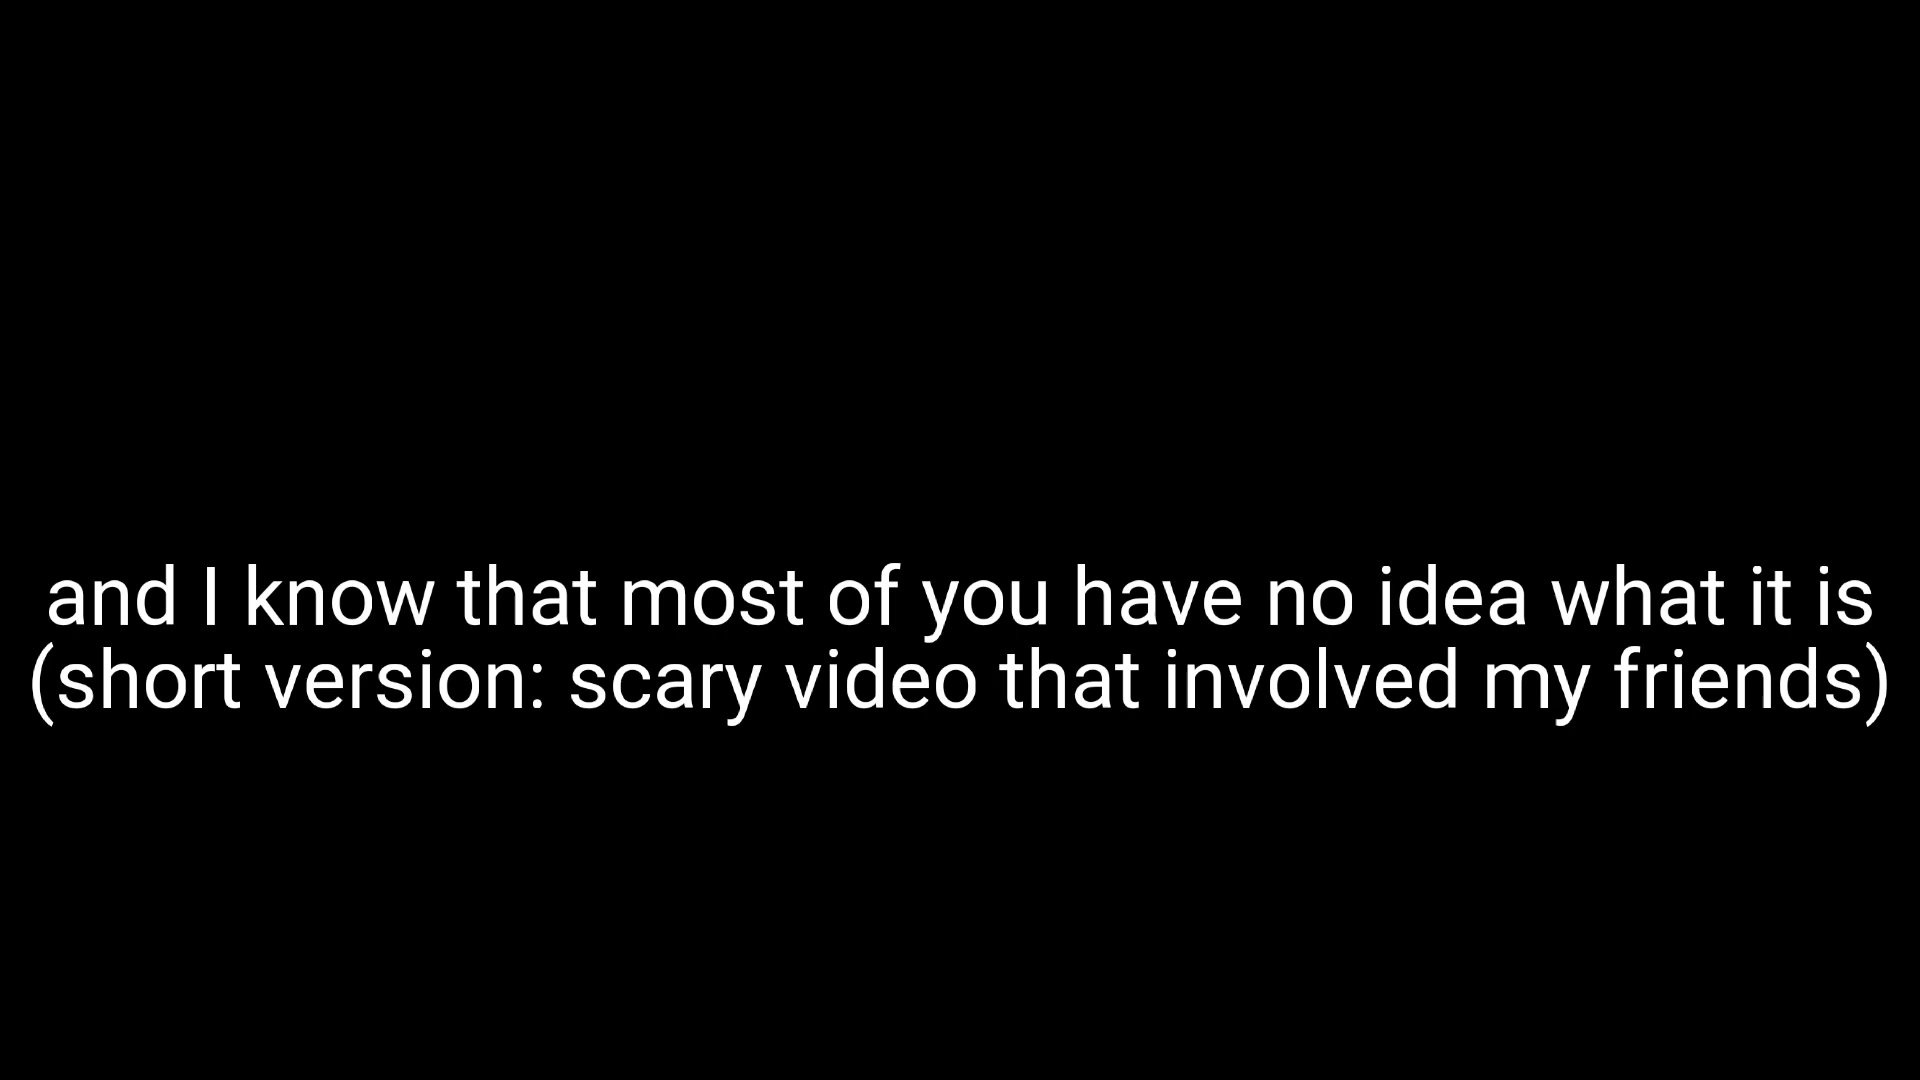 and I know that most of you have no idea what it is
(short version: scary video that involved my friends)